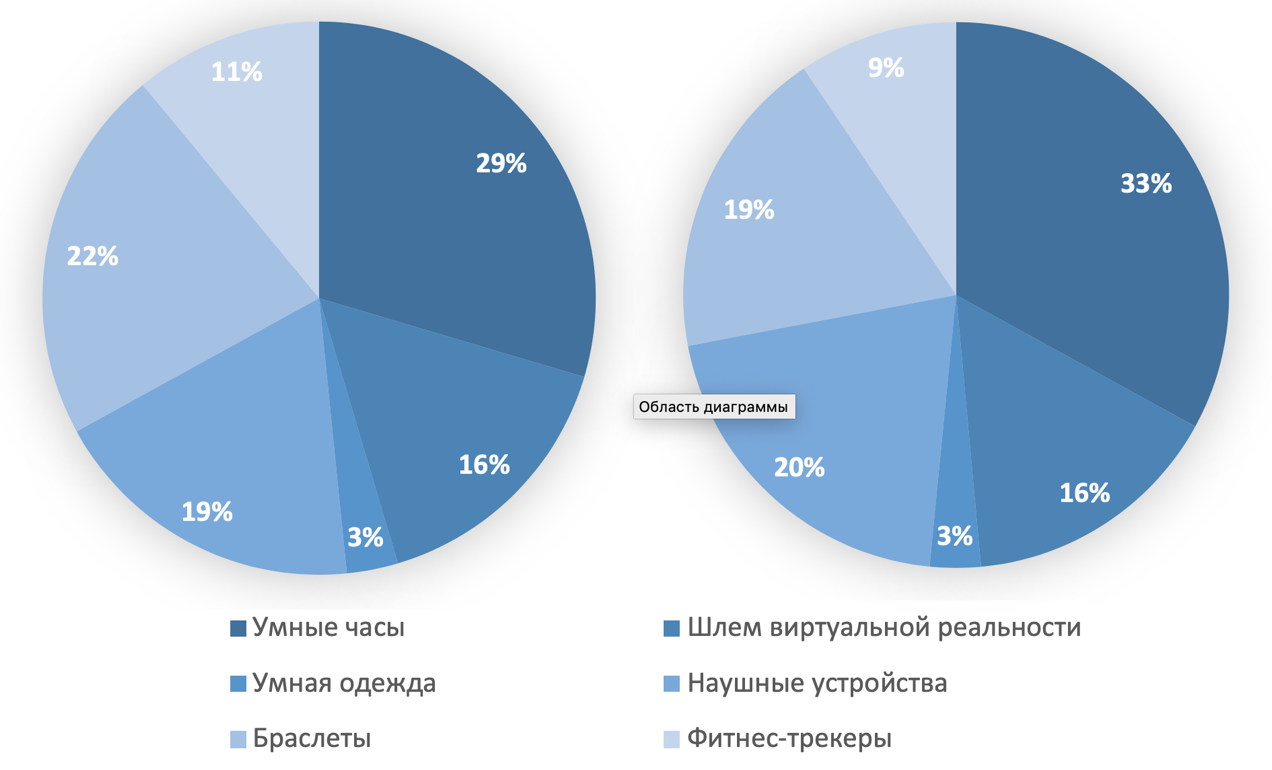 11%
29%
22%
16%
19%
3%
9%
33%
19%
20%
16%
3%
Область диаграммы
Умные часы
Шлем виртуальной реальности
Умная одежда
Наушные устройства
Браслеты
Фитнес-трекеры